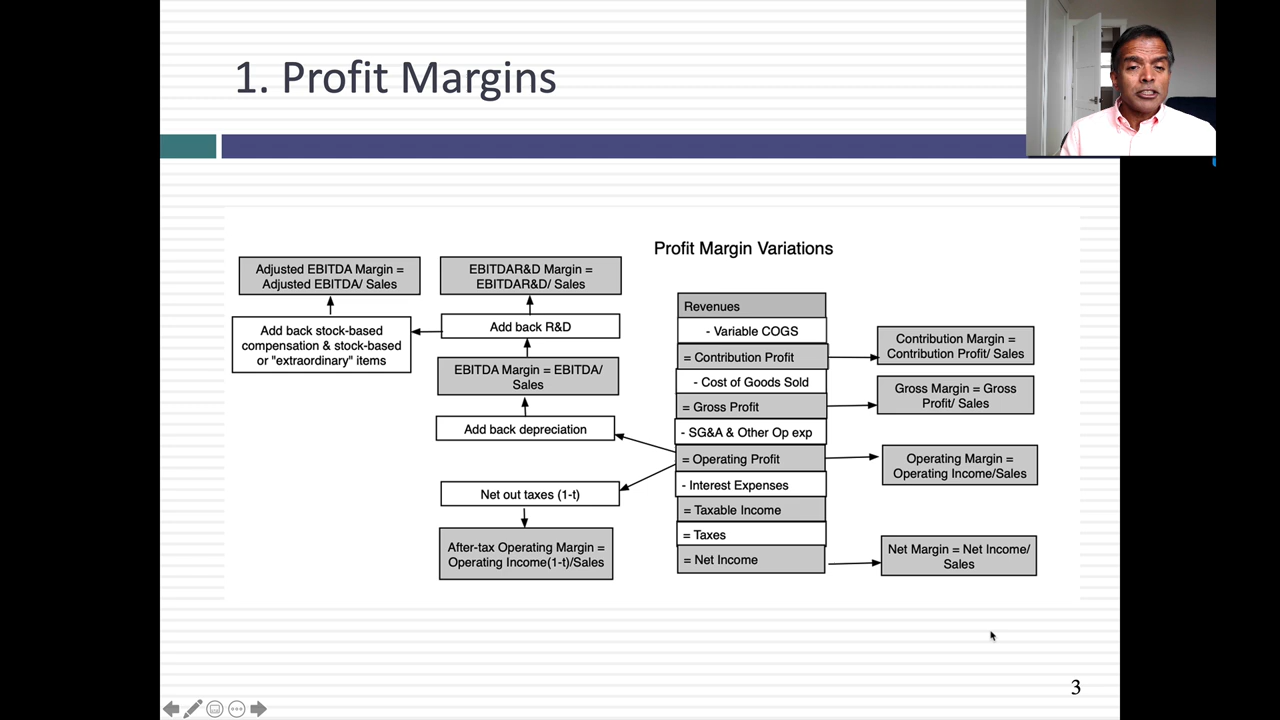 1. Profit Margins
Profit Margin Variations
Adjusted EBITDA Margin =
Adjusted EBITDA/ Sales
EBITDAR&D Margin =
EBITDAR&D/ Sales
Add back stock-based
compensation & stock-based
or "extraordinary" items
Add back R&D
EBITDA Margin = EBITDA/
Sales
Add back depreciation
Net out taxes (1-t)
After-tax Operating Margin =
Operating Income(1-t)/Sales
Revenues
- Variable COGS
= Contribution Profit
- Cost of Goods Sold
= Gross Profit
- SG&A & Other Op exp
= Operating Profit
- Interest Expenses
= Taxable Income
= Taxes
= Net Income
Contribution Margin =
Contribution Profit/ Sales
Gross Margin = Gross
Profit/ Sales
Operating Margin =
Operating Income/Sales
Net Margin = Net Income/
Sales
3